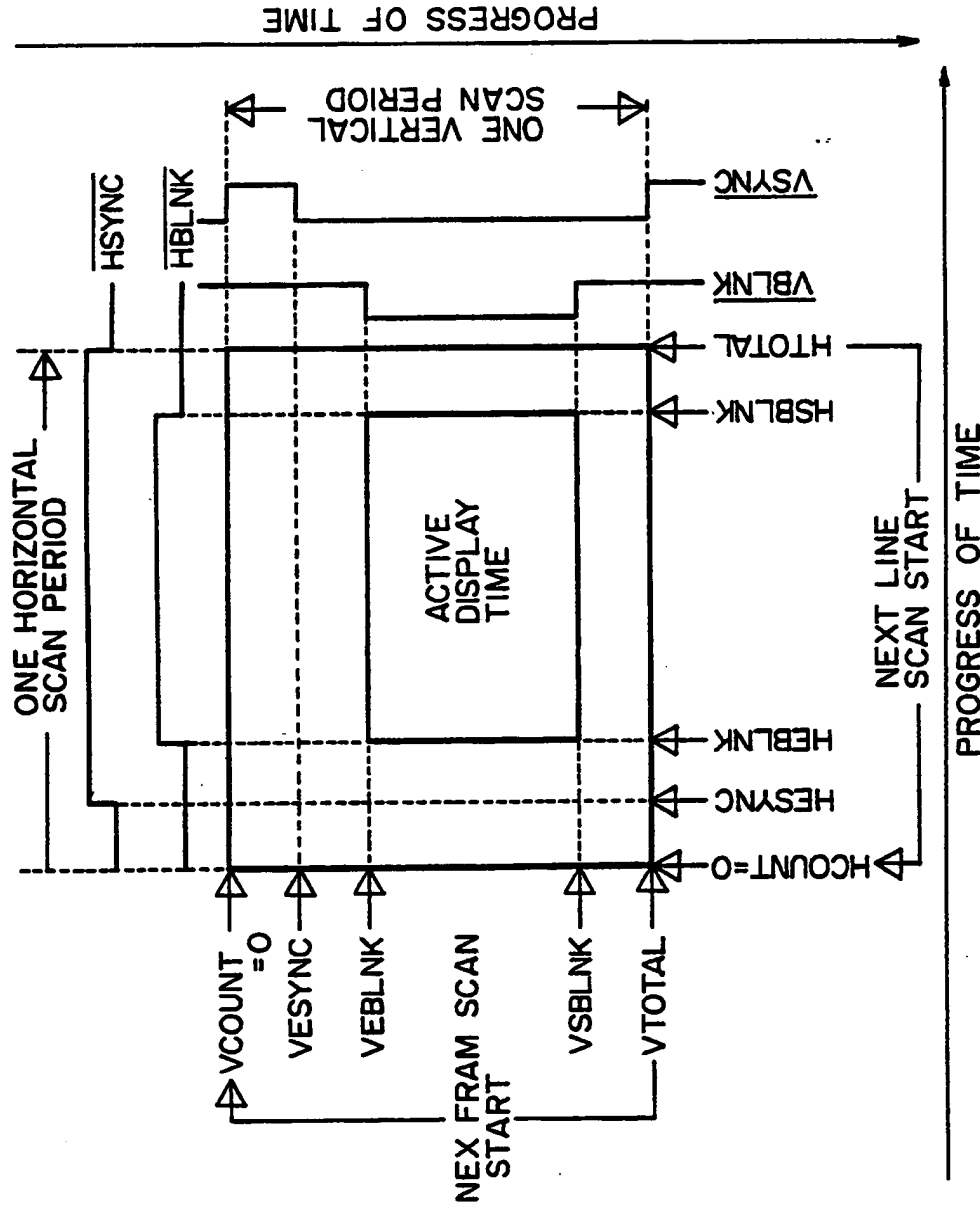 PROGRESS OF TIME
ONE HORIZONTAL
SCAN PERIOD
HSYNC
HBLNK
ONE VERTICAL
SCAN PERIOD
VCOUNT
=0
VESYNC
VEBLNK
VSBLNK
VTOTAL
NEX FRAM SCAN
START
ACTIVE
DISPLAY
TIME
VSYNC
VBLNK
HTOTAL
HSBLNK
HEBLNK
HESYNC
HCOUNT=0
NEXT LINE
SCAN START
PROGRESS OF TIME